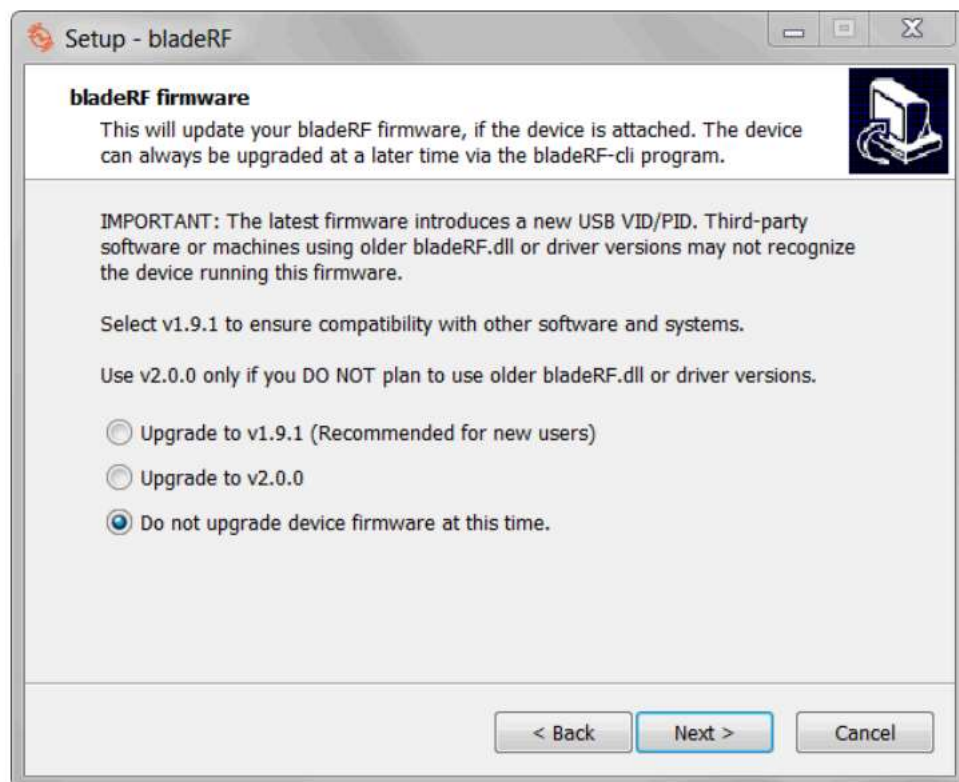 Setup - bladeRF
bladeRF firmware
This will update your bladeRF firmware, if the device is attached. The device
can always be upgraded at a later time via the bladeRF-cli program.
IMPORTANT: The latest firmware introduces a new USB VID/PID. Third-party
software or machines using older bladeRF.dll or driver versions may not recognize
the device running this firmware.
Select v1.9.1 to ensure compatibility with other software and systems.
Use v2.0.0 only if you DO NOT plan to use older bladeRF.dll or driver versions.
Upgrade to v1.9.1 (Recommended for new users)
Upgrade to v2.0.0
Do not upgrade device firmware at this time.
< Back
Next >
Cancel